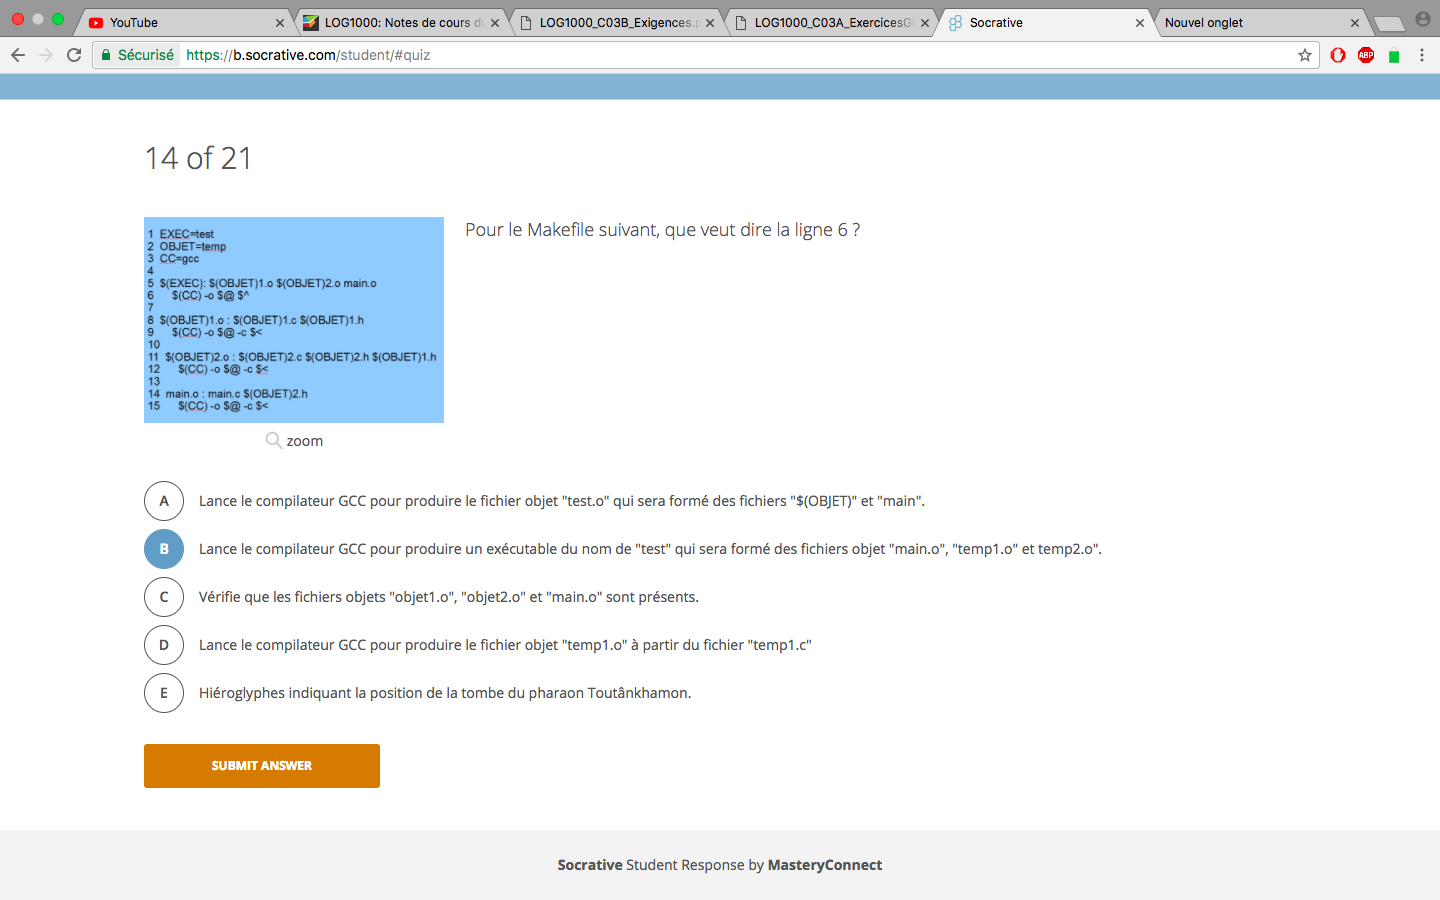 YouTube
LOG1000: Notes de cours du
LOG1000_C03B_Exigences.p
LOG1000_C03A_ExercicesGi
Socrative
Nouvel onglet
Sécurisé https://b.socrative.com/student/#quiz
ABP
14 of 21
1 EXEC=test
2 OBJET=temp
3 CC=gcc
4
5 $(EXEC): $(OBJET)1.o $(OBJET)2.o main.o
6 $(CC) -o $@ $^
7
8 $(OBJET)1.o : $(OBJET)1.c $(OBJET)1.h
9 $(CC) -o $@ -c $<
10
11 $(OBJET)2.o : $(OBJET)2.c $(OBJET)2.h $(OBJET)1.h
12 $(CC) -o $@ -c $<
13
14 main.o : main.c $(OBJET)2.h
15 $(CC) -o $@ -c $<
zoom
Pour le Makefile suivant, que veut dire la ligne 6 ?
A Lance le compilateur GCC pour produire le fichier objet "test.o" qui sera formé des fichiers "$(OBJET)" et "main".
B Lance le compilateur GCC pour produire un exécutable du nom de "test" qui sera formé des fichiers objet "main.o", "temp1.o" et temp2.o".
C Vérifie que les fichiers objets "objet1.o", "objet2.o" et "main.o" sont présents.
D Lance le compilateur GCC pour produire le fichier objet "temp1.o" à partir du fichier "temp1.c"
E Hiéroglyphes indiquant la position de la tombe du pharaon Toutânkhamon.
SUBMIT ANSWER
Socrative Student Response by MasteryConnect